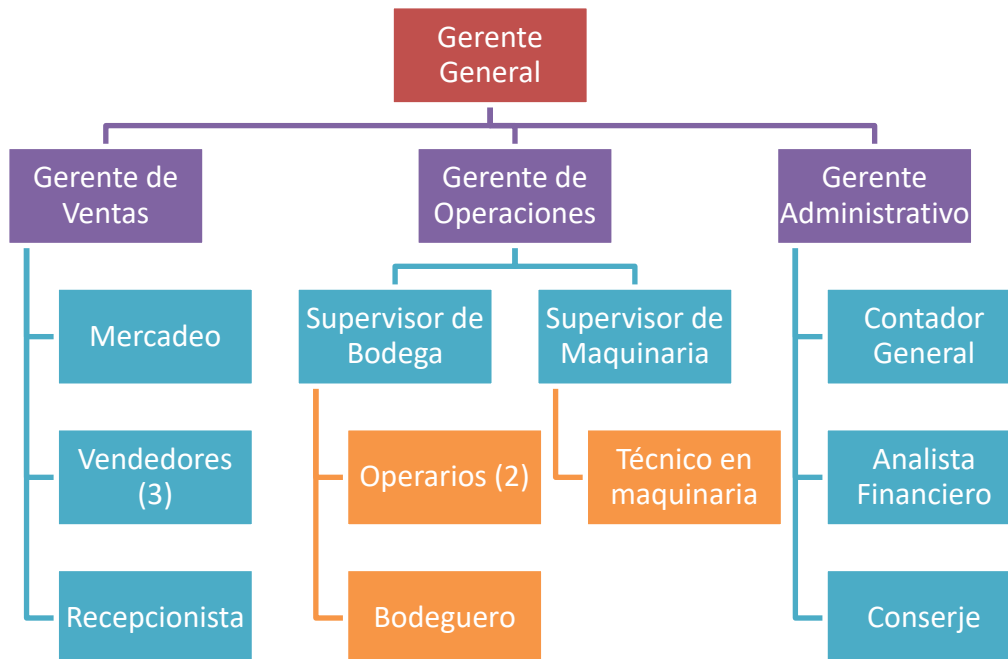 Gerente
General
Gerente de
Ventas
Gerente de
Operaciones
Gerente
Administrativo
Mercadeo
Supervisor de
Bodega
Supervisor de
Maquinaria
Contador
General
Vendedores
(3)
Operarios (2)
Técnico en
maquinaria
Analista
Financiero
Recepcionista
Bodeguero
Conserje